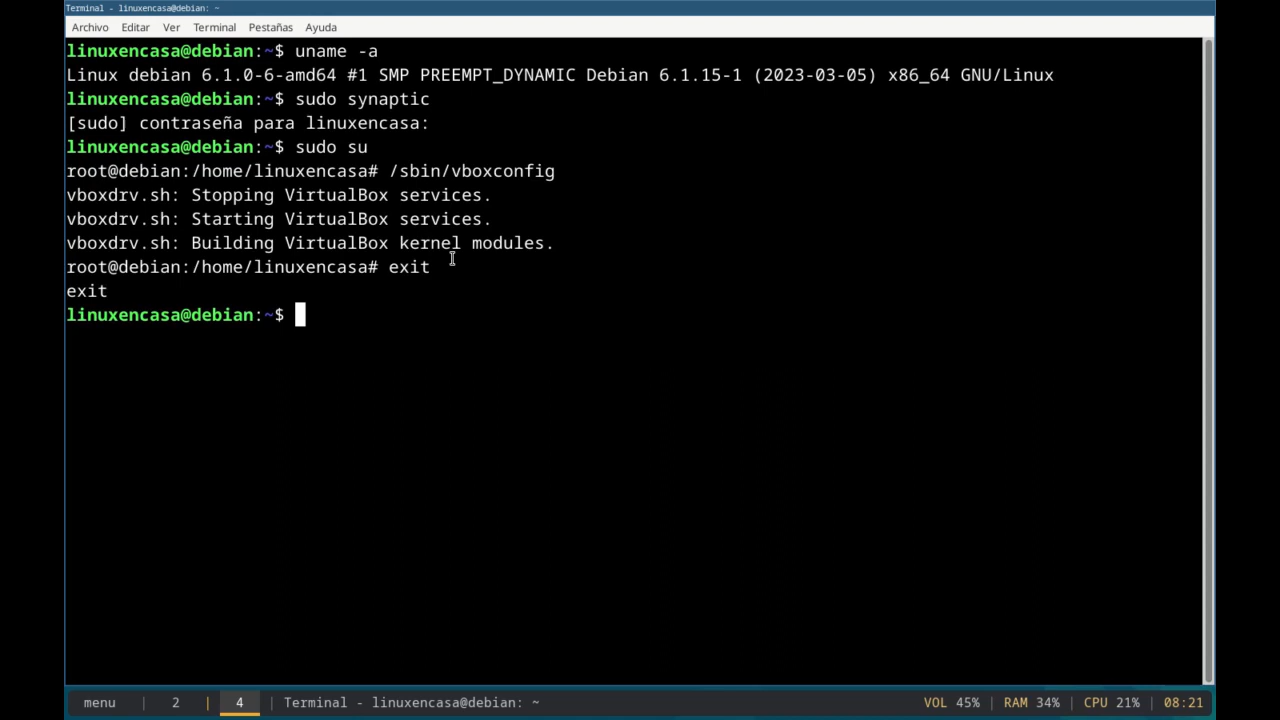 Terminal - linuxencasa@debian: ~
Archivo Editar Ver Terminal Pestañas Ayuda
linuxencasa@debian:~$ uname -a
Linux debian 6.1.0-6-amd64 #1 SMP PREEMPT_DYNAMIC Debian 6.1.15-1 (2023-03-05) x86_64 GNU/Linux
linuxencasa@debian:~$ sudo synaptic
[sudo] contraseña para linuxencasa:
linuxencasa@debian:~$ sudo su
root@debian:/home/linuxencasa# /sbin/vboxconfig
vboxdrv.sh: Stopping VirtualBox services.
vboxdrv.sh: Starting VirtualBox services.
vboxdrv.sh: Building VirtualBox kernel modules.
root@debian:/home/linuxencasa# exit
exit
linuxencasa@debian:~$
menu | 2 | 4 | Terminal - linuxencasa@debian: ~ VOL 45% | RAM 34% | CPU 21% | 08:21